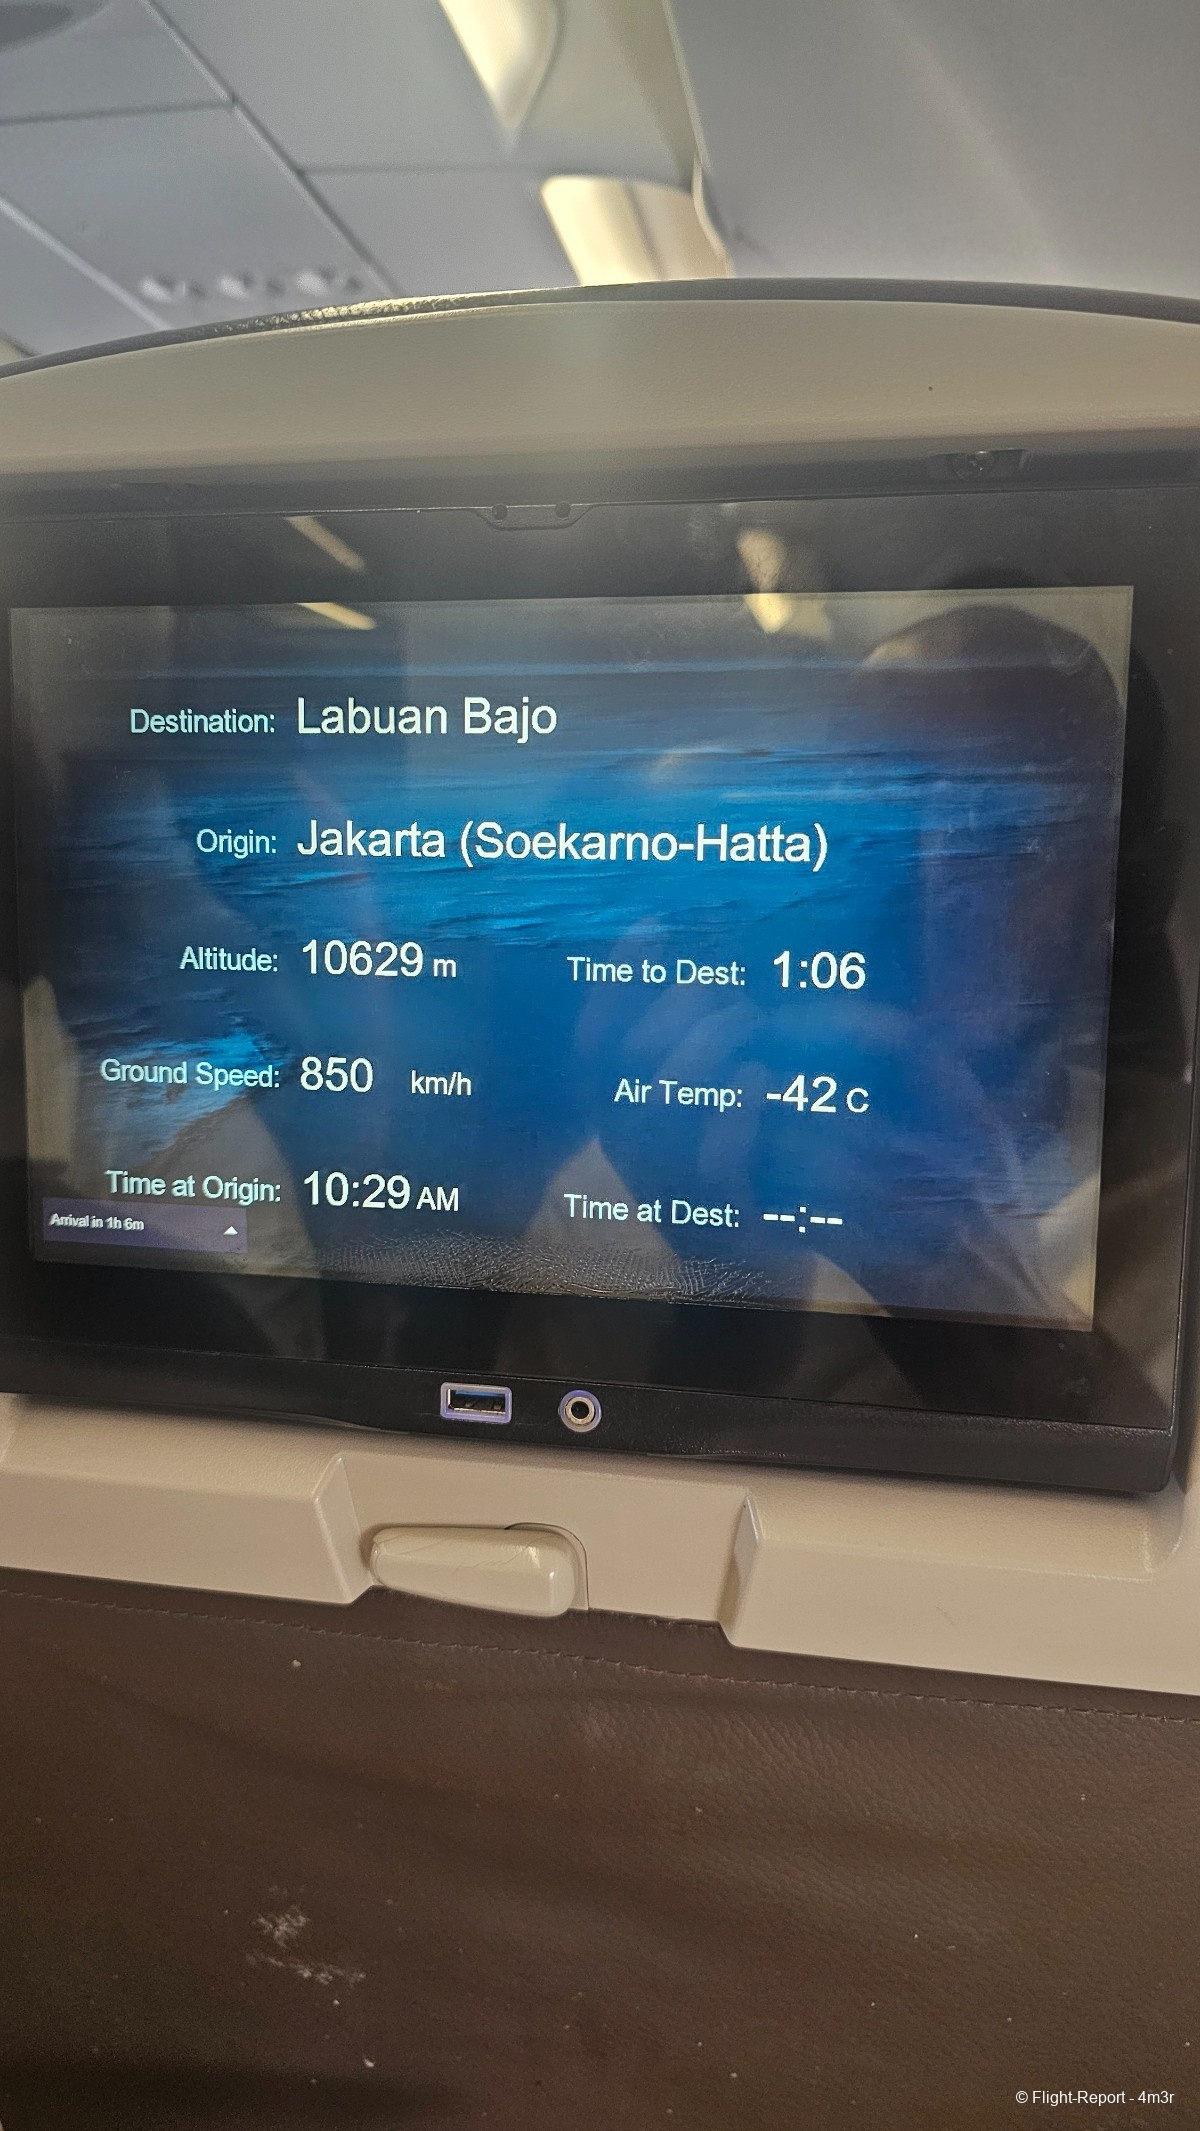 Destination: Labuan Bajo
Origin: Jakarta (Soekarno-Hatta)
Altitude: 10629 m Time to Dest: 1:06
Ground Speed: 850 km/h Air Temp: -42 C
Time at Origin: 10:29 AM Time at Dest: --:--
Arrival in 1h 6m
© Flight-Report - 4m3r